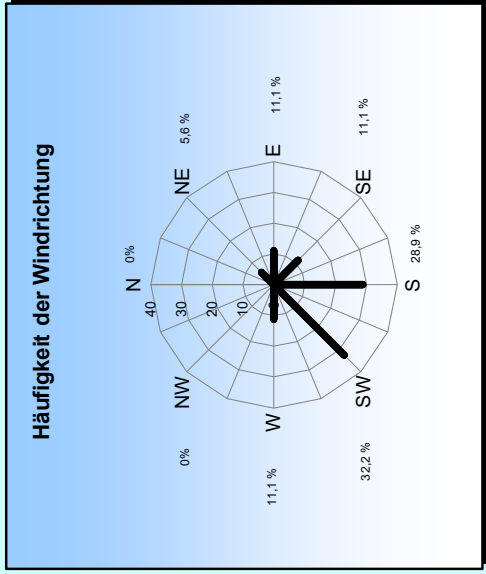 Häufigkeit der Windrichtung
0%
N
5,6 %
NE
11,1 %
E
11,1 %
SE
28,9 %
S
32,2 %
SW
11,1 %
W
0%
NW
40
30
20
10
0